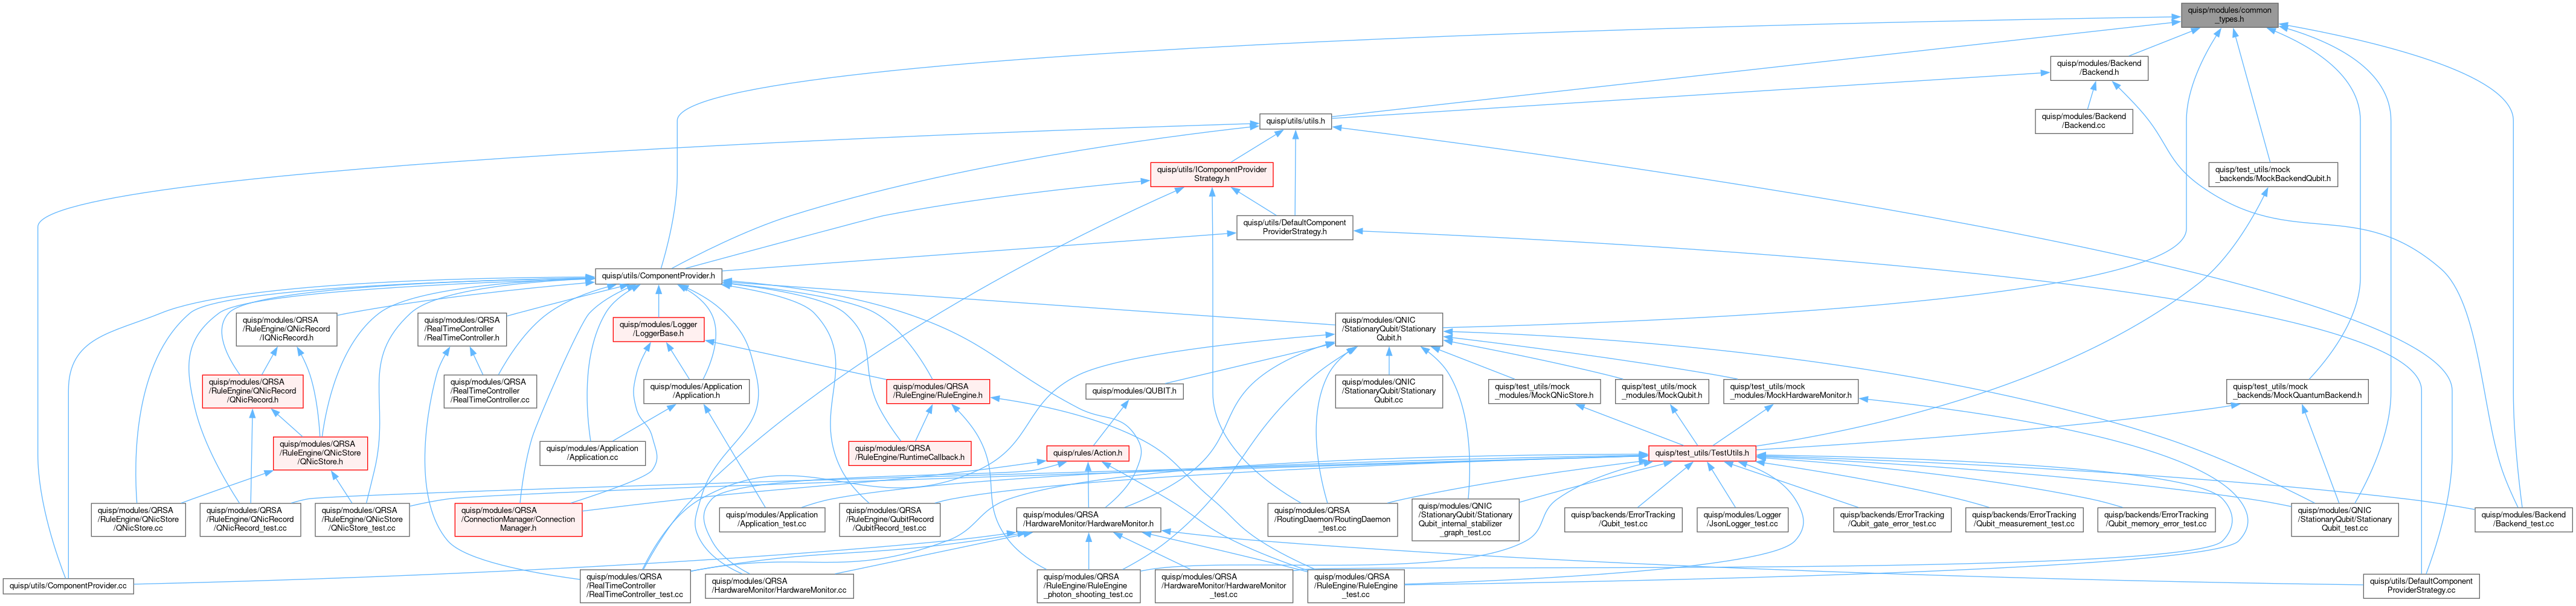 quisp/modules/common
_types.h
quisp/modules/Backend
/Backend.h
quisp/utils/utils.h
quisp/modules/Backend
/Backend.cc
quisp/utils/IComponentProvider
Strategy.h
quisp/test_utils/mock
_backends/MockBackendQubit.h
quisp/utils/DefaultComponent
ProviderStrategy.h
quisp/utils/ComponentProvider.h
quisp/modules/QRSA
/RuleEngine/QNicRecord
/IQNicRecord.h
quisp/modules/QRSA
/RealTimeController
/RealTimeController.h
quisp/modules/Logger
/LoggerBase.h
quisp/modules/QNIC
/StationaryQubit/Stationary
Qubit.h
quisp/modules/QRSA
/RuleEngine/QNicRecord
/QNicRecord.h
quisp/modules/QRSA
/RealTimeController
/RealTimeController.cc
quisp/modules/Application
/Application.h
quisp/modules/QRSA
/RuleEngine/RuleEngine.h
quisp/modules/QUBIT.h
quisp/modules/QNIC
/StationaryQubit/Stationary
Qubit.cc
quisp/test_utils/mock
_modules/MockQNicStore.h
quisp/test_utils/mock
_modules/MockQubit.h
quisp/test_utils/mock
_modules/MockHardwareMonitor.h
quisp/test_utils/mock
_backends/MockQuantumBackend.h
quisp/modules/QRSA
/RuleEngine/QNicStore
/QNicStore.h
quisp/modules/Application
/Application.cc
quisp/modules/QRSA
/RuleEngine/RuntimeCallback.h
quisp/rules/Action.h
quisp/test_utils/TestUtils.h
quisp/modules/QRSA
/RuleEngine/QNicStore
/QNicStore.cc
quisp/modules/QRSA
/RuleEngine/QNicRecord
/QNicRecord_test.cc
quisp/modules/QRSA
/RuleEngine/QNicStore
/QNicStore_test.cc
quisp/modules/QRSA
/ConnectionManager/Connection
Manager.h
quisp/modules/Application
/Application_test.cc
quisp/modules/QRSA
/RuleEngine/QubitRecord
/QubitRecord_test.cc
quisp/modules/QRSA
/HardwareMonitor/HardwareMonitor.h
quisp/modules/QRSA
/RoutingDaemon/RoutingDaemon
_test.cc
quisp/modules/QNIC
/StationaryQubit/Stationary
Qubit_internal_stabilizer
_graph_test.cc
quisp/backends/ErrorTracking
/Qubit_test.cc
quisp/modules/Logger
/JsonLogger_test.cc
quisp/backends/ErrorTracking
/Qubit_gate_error_test.cc
quisp/backends/ErrorTracking
/Qubit_measurement_test.cc
quisp/backends/ErrorTracking
/Qubit_memory_error_test.cc
quisp/modules/QNIC
/StationaryQubit/Stationary
Qubit_test.cc
quisp/modules/Backend
/Backend_test.cc
quisp/utils/ComponentProvider.cc
quisp/modules/QRSA
/RealTimeController
/RealTimeController_test.cc
quisp/modules/QRSA
/HardwareMonitor/HardwareMonitor.cc
quisp/modules/QRSA
/RuleEngine/RuleEngine
_photon_shooting_test.cc
quisp/modules/QRSA
/HardwareMonitor/HardwareMonitor
_test.cc
quisp/modules/QRSA
/RuleEngine/RuleEngine
_test.cc
quisp/utils/DefaultComponent
ProviderStrategy.cc